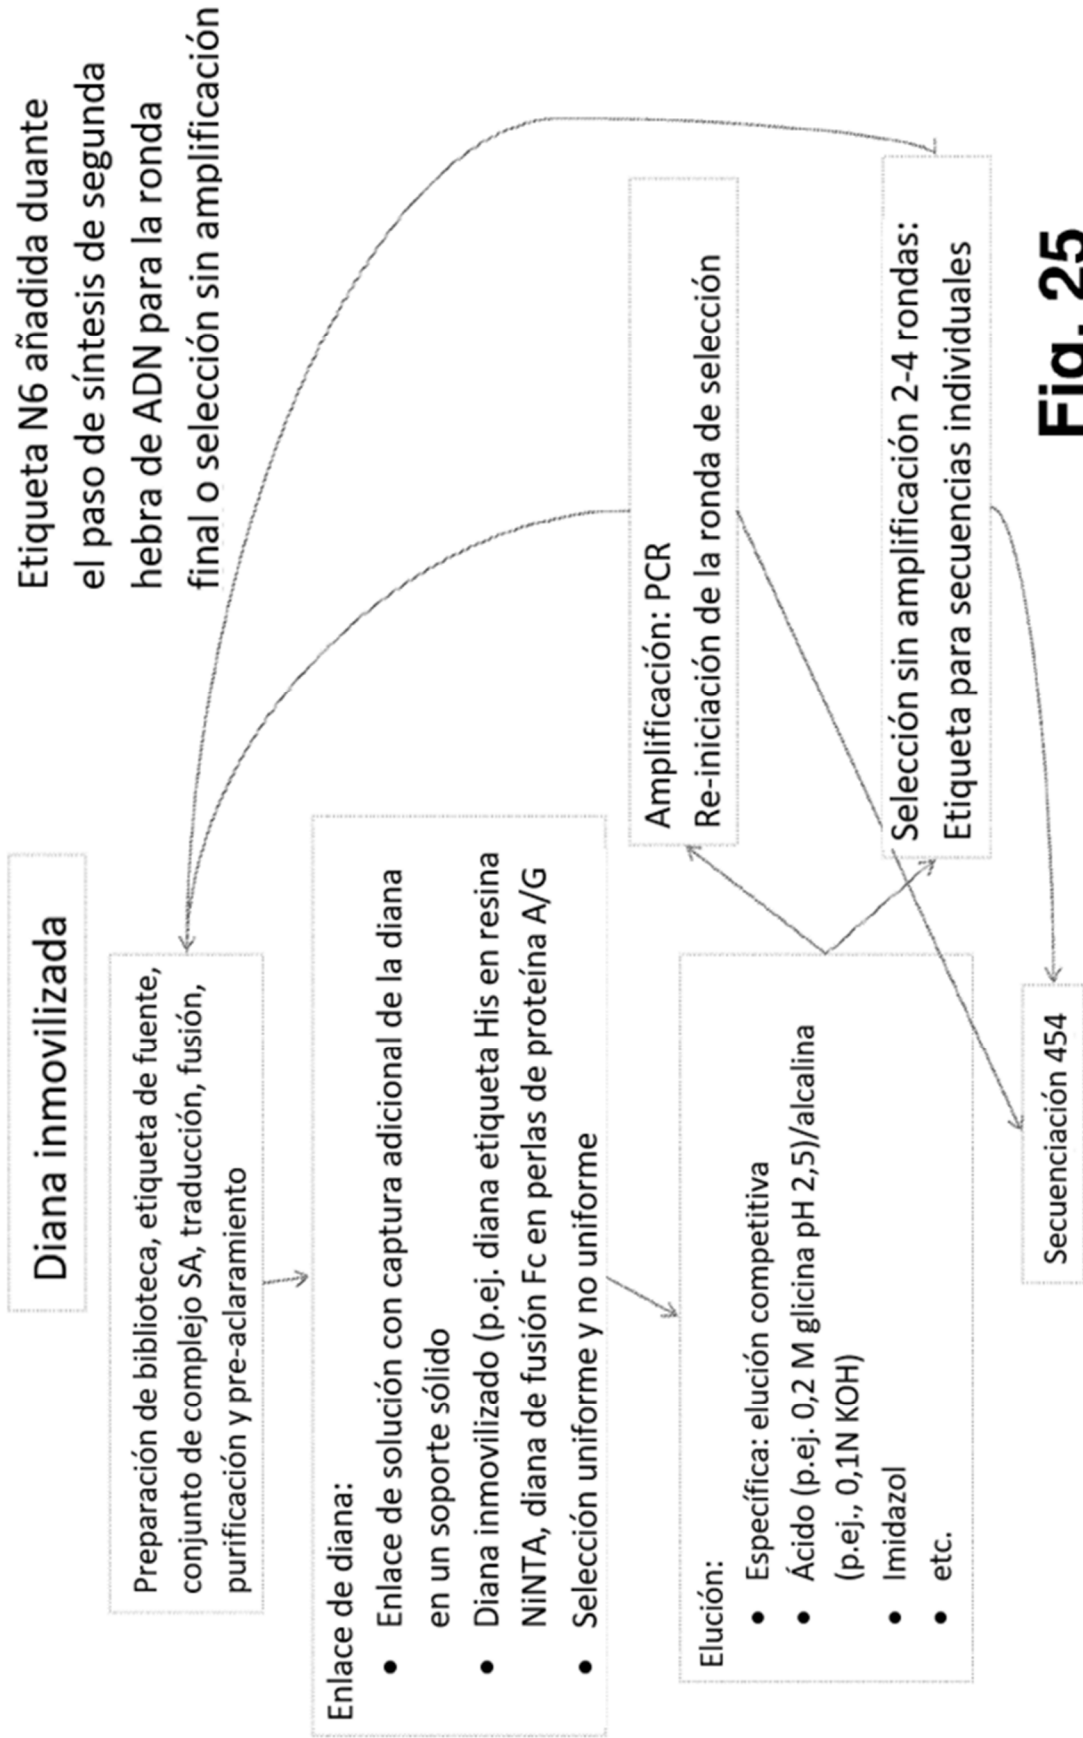 Diana inmovilizada
Etiqueta N6 añadida duante
el paso de síntesis de segunda
hebra de ADN para la ronda
final o selección sin amplificación
Preparación de biblioteca, etiqueta de fuente,
conjunto de complejo SA, traducción, fusión,
purificación y pre-aclaramiento
Enlace de diana:
• Enlace de solución con captura adicional de la diana
en un soporte sólido
• Diana inmovilizado (p.ej. diana etiqueta His en resina
NiNTA, diana de fusión Fc en perlas de proteína A/G
• Selección uniforme y no uniforme
Elución:
• Específica: elución competitiva
• Ácido (p.ej. 0,2 M glicina pH 2,5)/alcalina
(p.ej., 0,1N KOH)
• Imidazol
• etc.
Amplificación: PCR
Re-iniciación de la ronda de selección
Selección sin amplificación 2-4 rondas:
Etiqueta para secuencias individuales
Secuenciación 454
Fig. 25